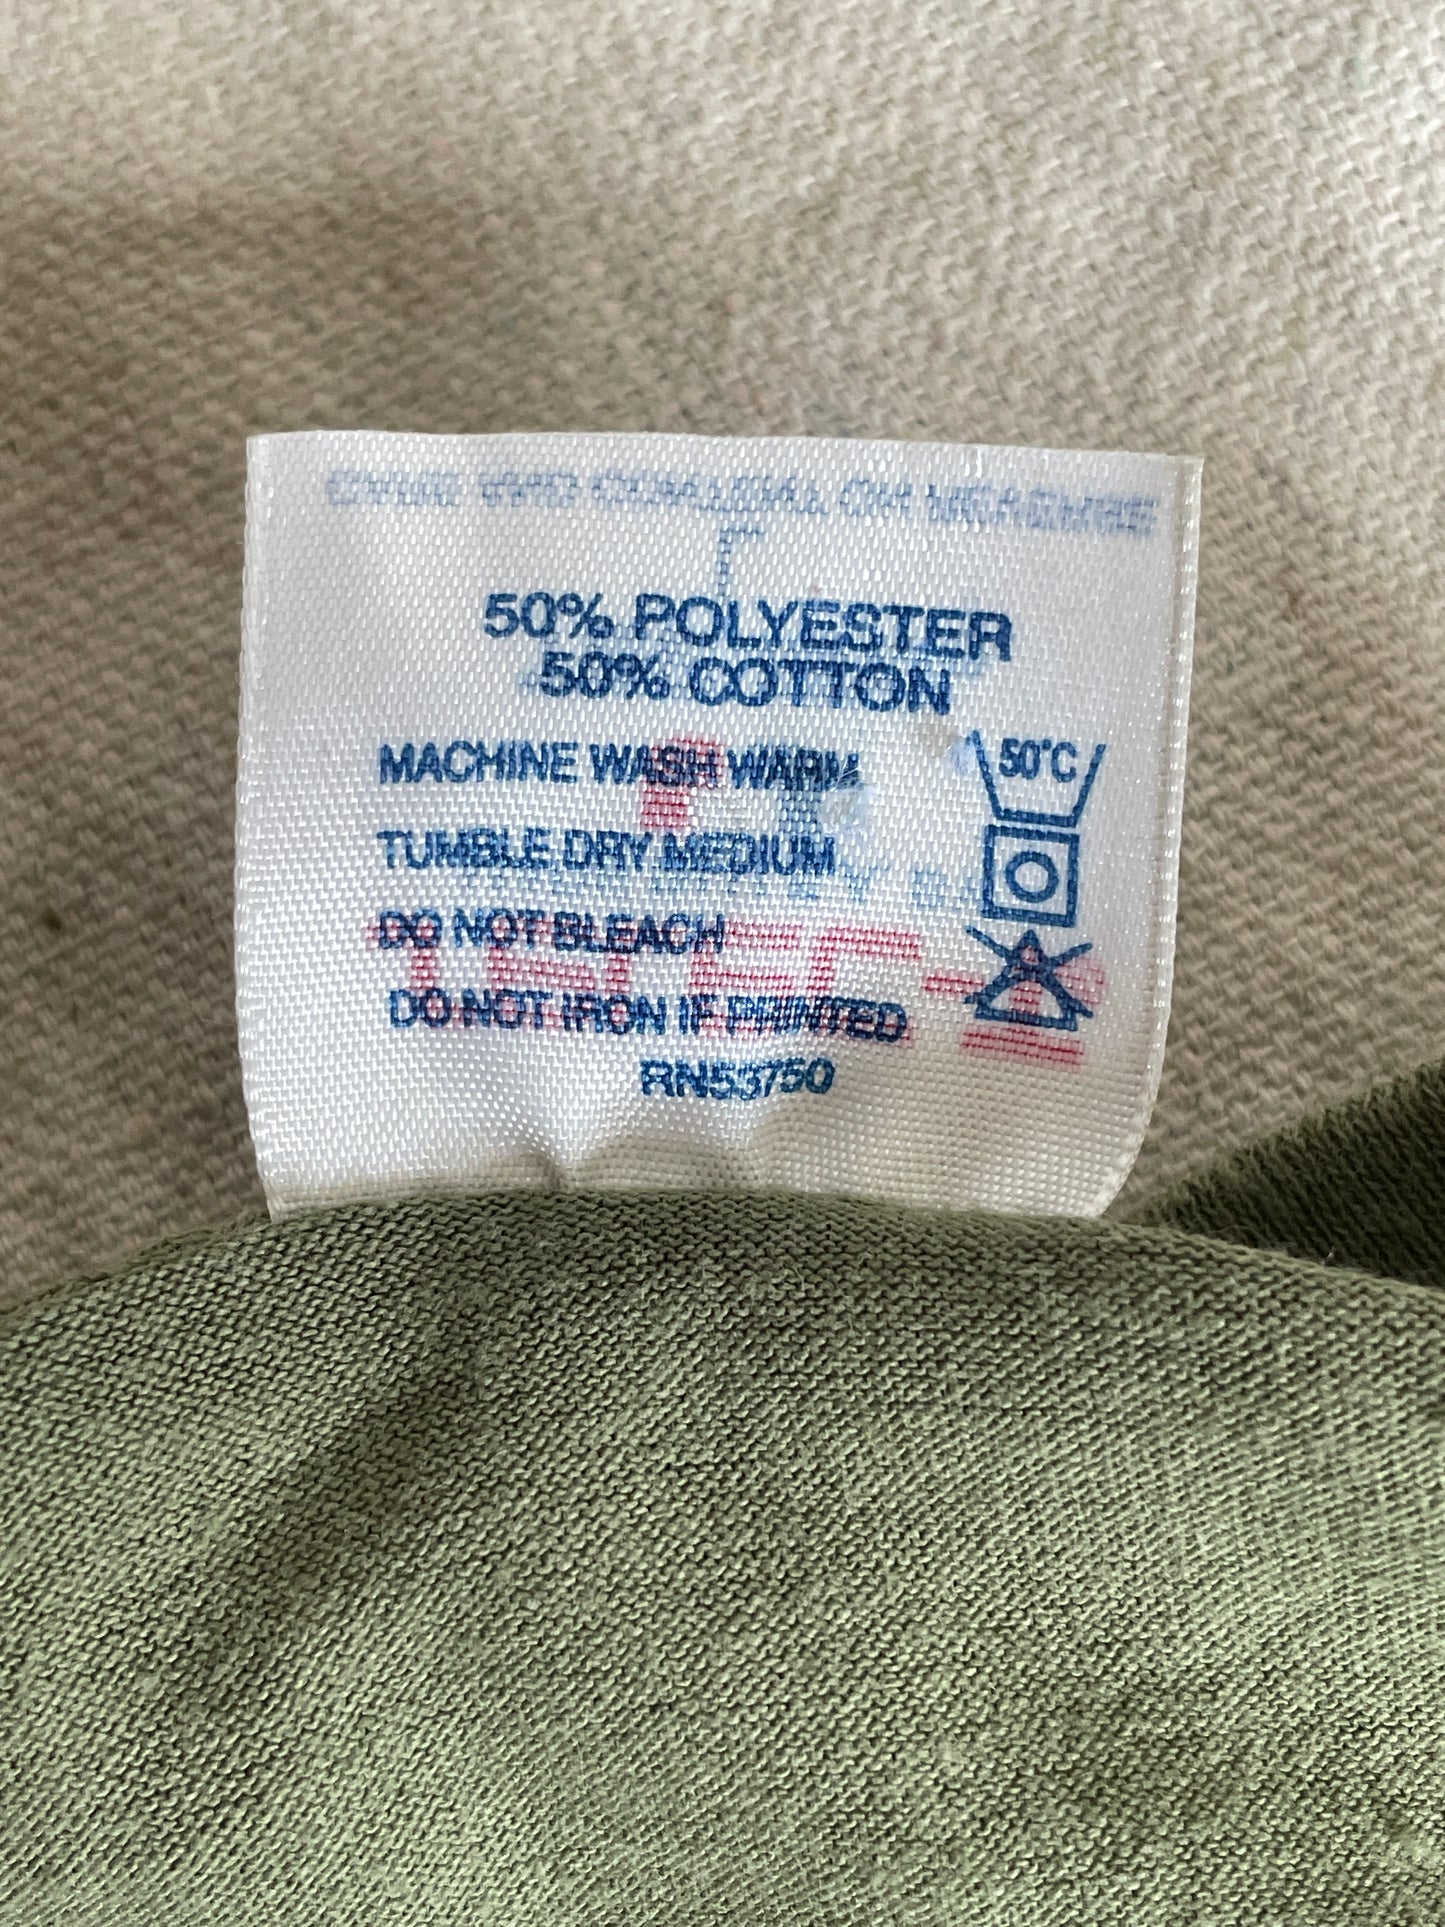 50% POLYESTER
50% COTTON
MACHINE WASH WARM
50°C
TUMBLE DRY MEDIUM
DO NOT BLEACH
DO NOT IRON IF PRINTED
RN53750